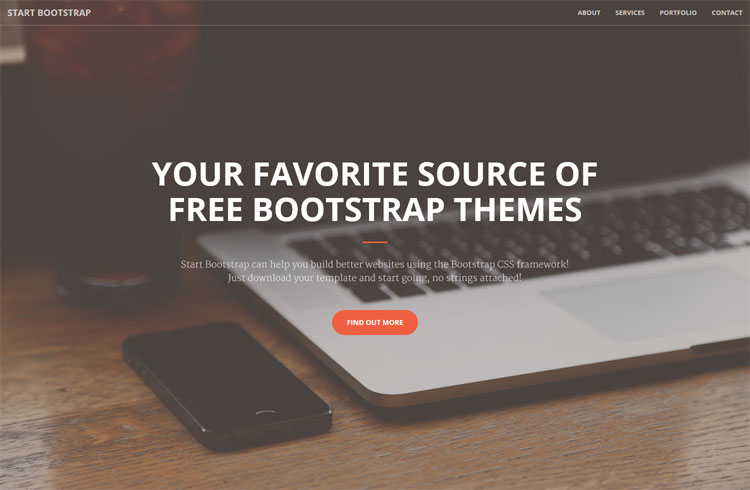 START BOOTSTRAP
ABOUT SERVICES PORTFOLIO CONTACT
YOUR FAVORITE SOURCE OF
FREE BOOTSTRAP THEMES
Start Bootstrap can help you build better websites using the Bootstrap CSS framework!
Just download your template and start going, no strings attached!
FIND OUT MORE